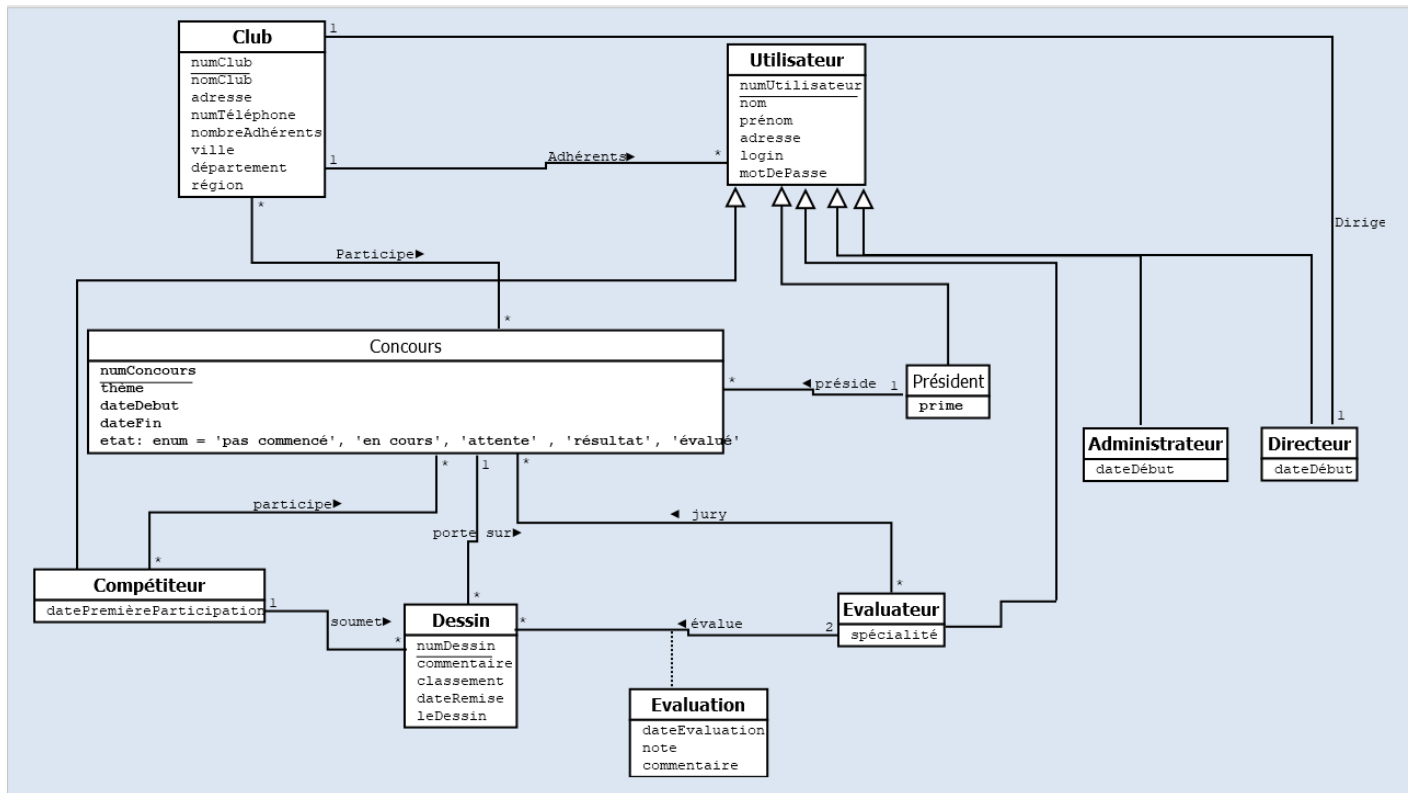 Club
numClub
nomClub
adresse
numTéléphone
nombreAdhérents
ville
département
région
1
1
*
Utilisateur
numUtilisateur
nom
prénom
adresse
login
motDePasse
Adhérents►
*
Dirige
Participe►
*
Concours
numConcours
thème
dateDebut
dateFin
etat: enum = 'pas commencé', 'en cours', 'attente' , 'résultat', 'évalué'
*
◄ préside
1
Président
prime
Administrateur
dateDébut
1
Directeur
dateDébut
*
1
*
participe►
porte sur►
◄ jury
*
*
*
Compétiteur
datePremièreParticipation
1
soumet►
*
Dessin
numDessin
commentaire
classement
dateRemise
leDessin
*
◄ évalue
2
Evaluateur
spécialité
Evaluation
dateEvaluation
note
commentaire